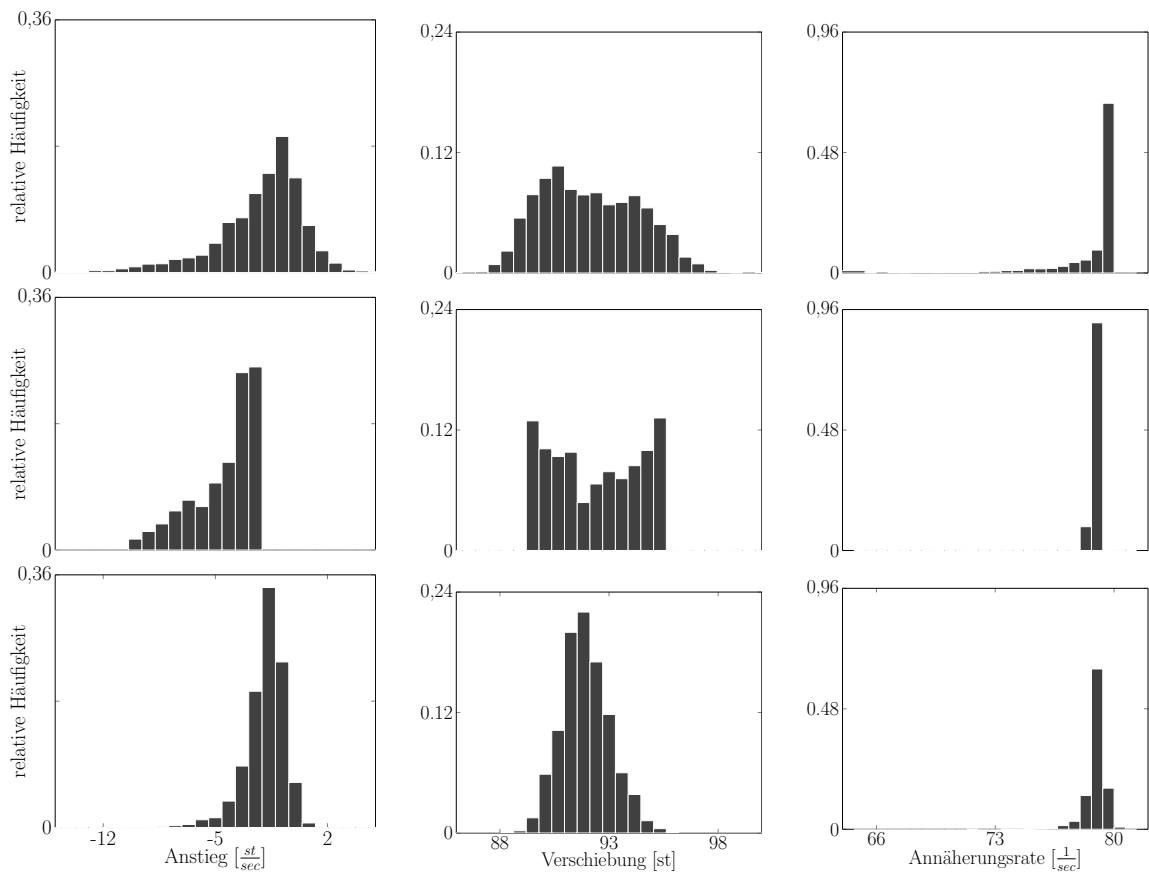 0,36
relative Häufigkeit
0
0,24
0.12
0
0,96
0.48
0
0,36
relative Häufigkeit
0
0,24
0.12
0
0,96
0.48
0
0,36
relative Häufigkeit
0
-12 -5 2
Anstieg [st/sec]
0,24
0.12
0
88 93 98
Verschiebung [st]
0,96
0.48
0
66 73 80
Annäherungsrate [1/sec]